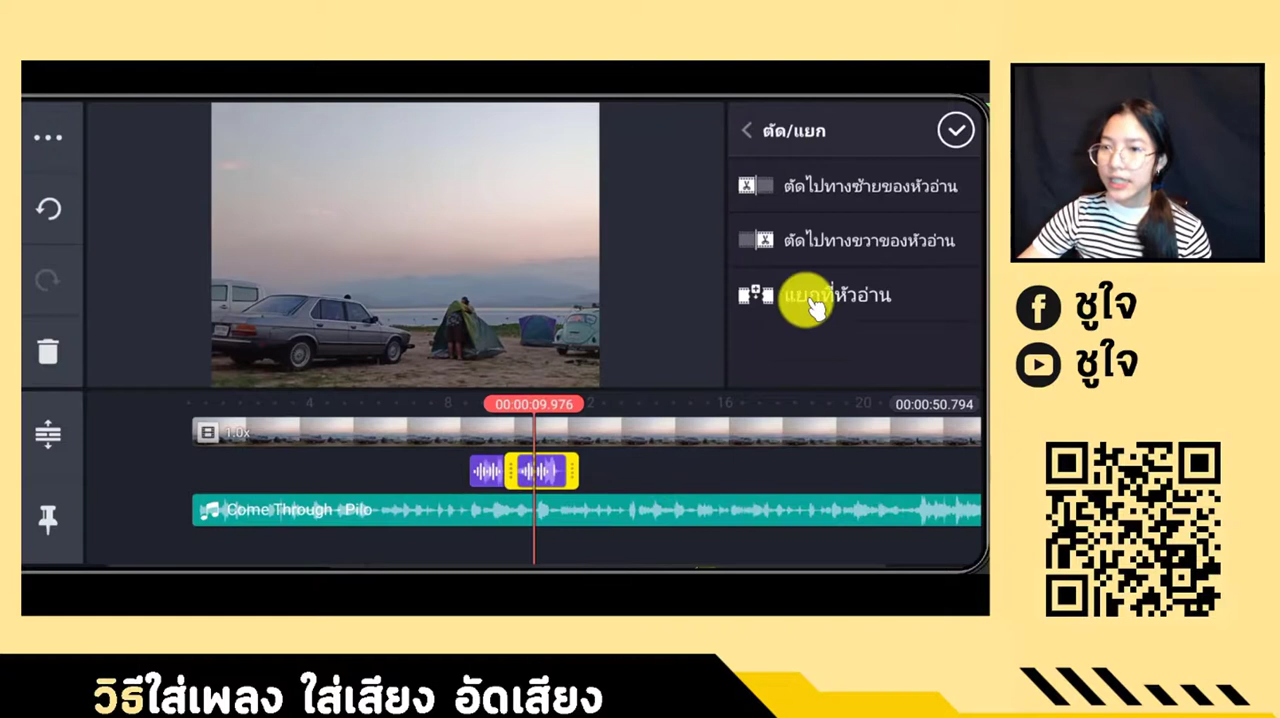 ตัด/แยก
ตัดไปทางซ้ายของหัวอ่าน
ตัดไปทางขวาของหัวอ่าน
แยกที่หัวอ่าน
4
8
00:00:09.976
2
16
20
00:00:50.794
1.0x
Come Through - Pilo
ชูใจ
ชูใจ
วิธีใส่เพลง ใส่เสียง อัดเสียง